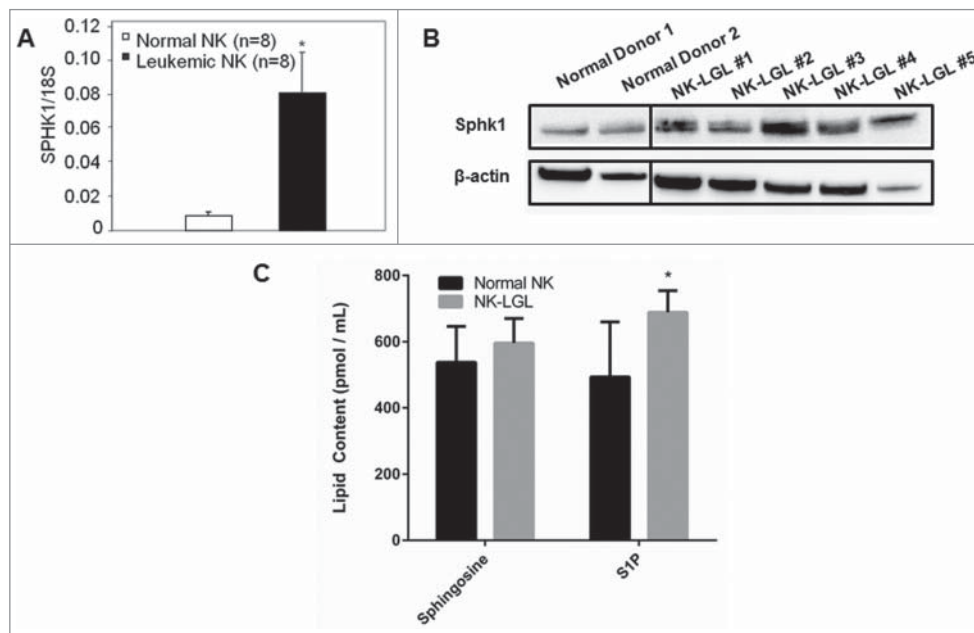 A
SPHK1/18S
0.12
0.10
0.08
0.06
0.04
0.02
0
Normal NK (n=8)
Leukemic NK (n=8)
*
B
Normal Donor 1
Normal Donor 2
NK-LGL #1
NK-LGL #2
NK-LGL #3
NK-LGL #4
NK-LGL #5
Sphk1
β-actin
C
Lipid Content (pmol / mL)
800
600
400
200
0
Normal NK
NK-LGL
*
Sphingosine
S1P